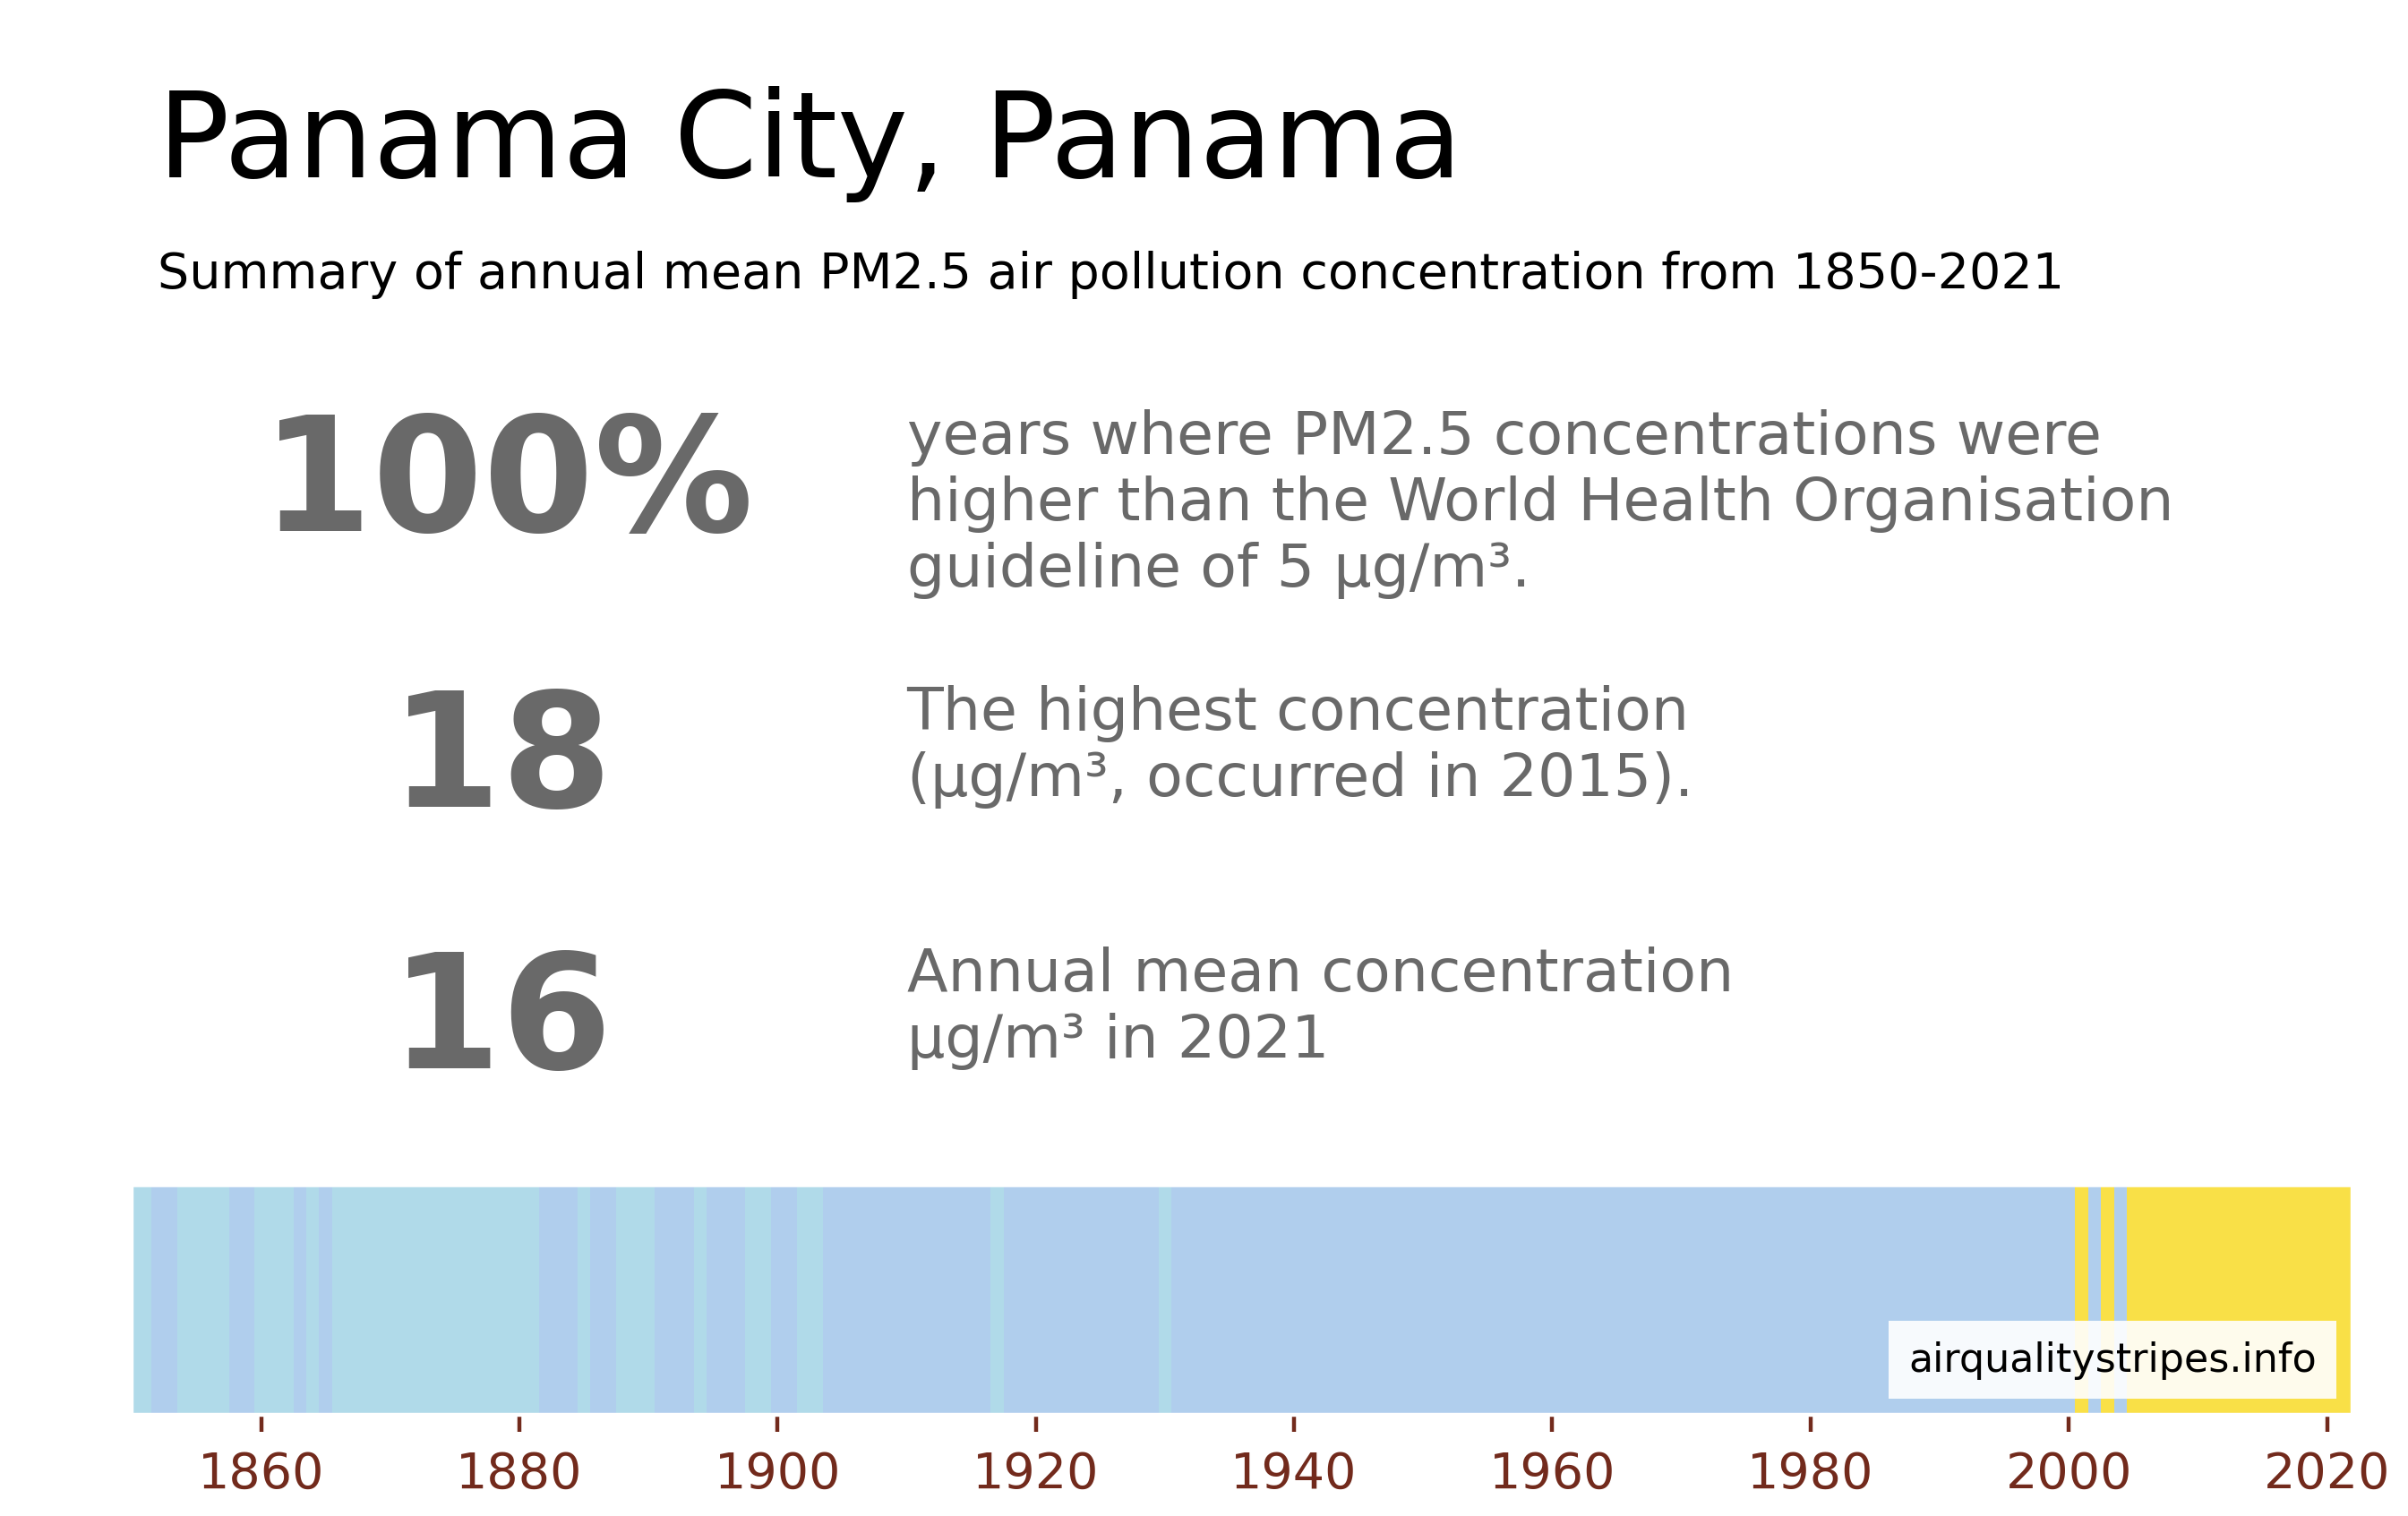 Panama City, Panama
Summary of annual mean PM2.5 air pollution concentration from 1850-2021
100%
years where PM2.5 concentrations were
higher than the World Health Organisation
guideline of 5 µg/m³.
18
The highest concentration
(µg/m³, occurred in 2015).
16
Annual mean concentration
µg/m³ in 2021
airqualitystripes.info
1860 1880 1900 1920 1940 1960 1980 2000 2020